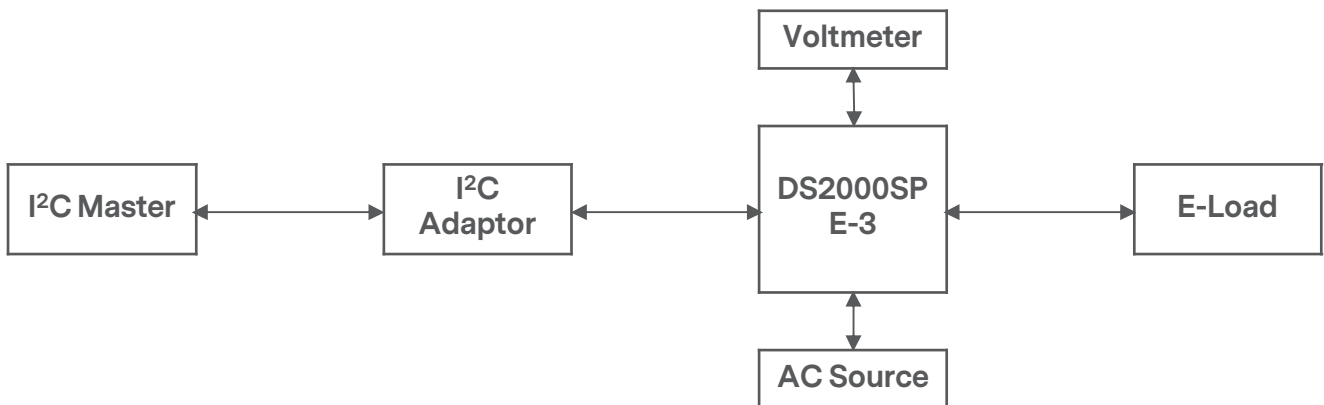 Voltmeter
I²C Master
I²C
Adaptor
DS2000SP
E-3
E-Load
AC Source